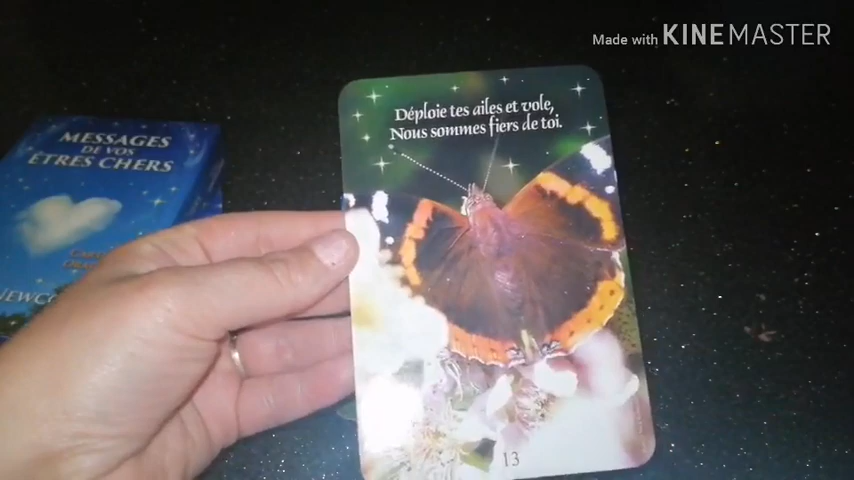 Made with KINEMASTER
Déploie tes ailes et vole,
Nous sommes fiers de toi.
MESSAGES
DE VOS
ÊTRES CHERS
13